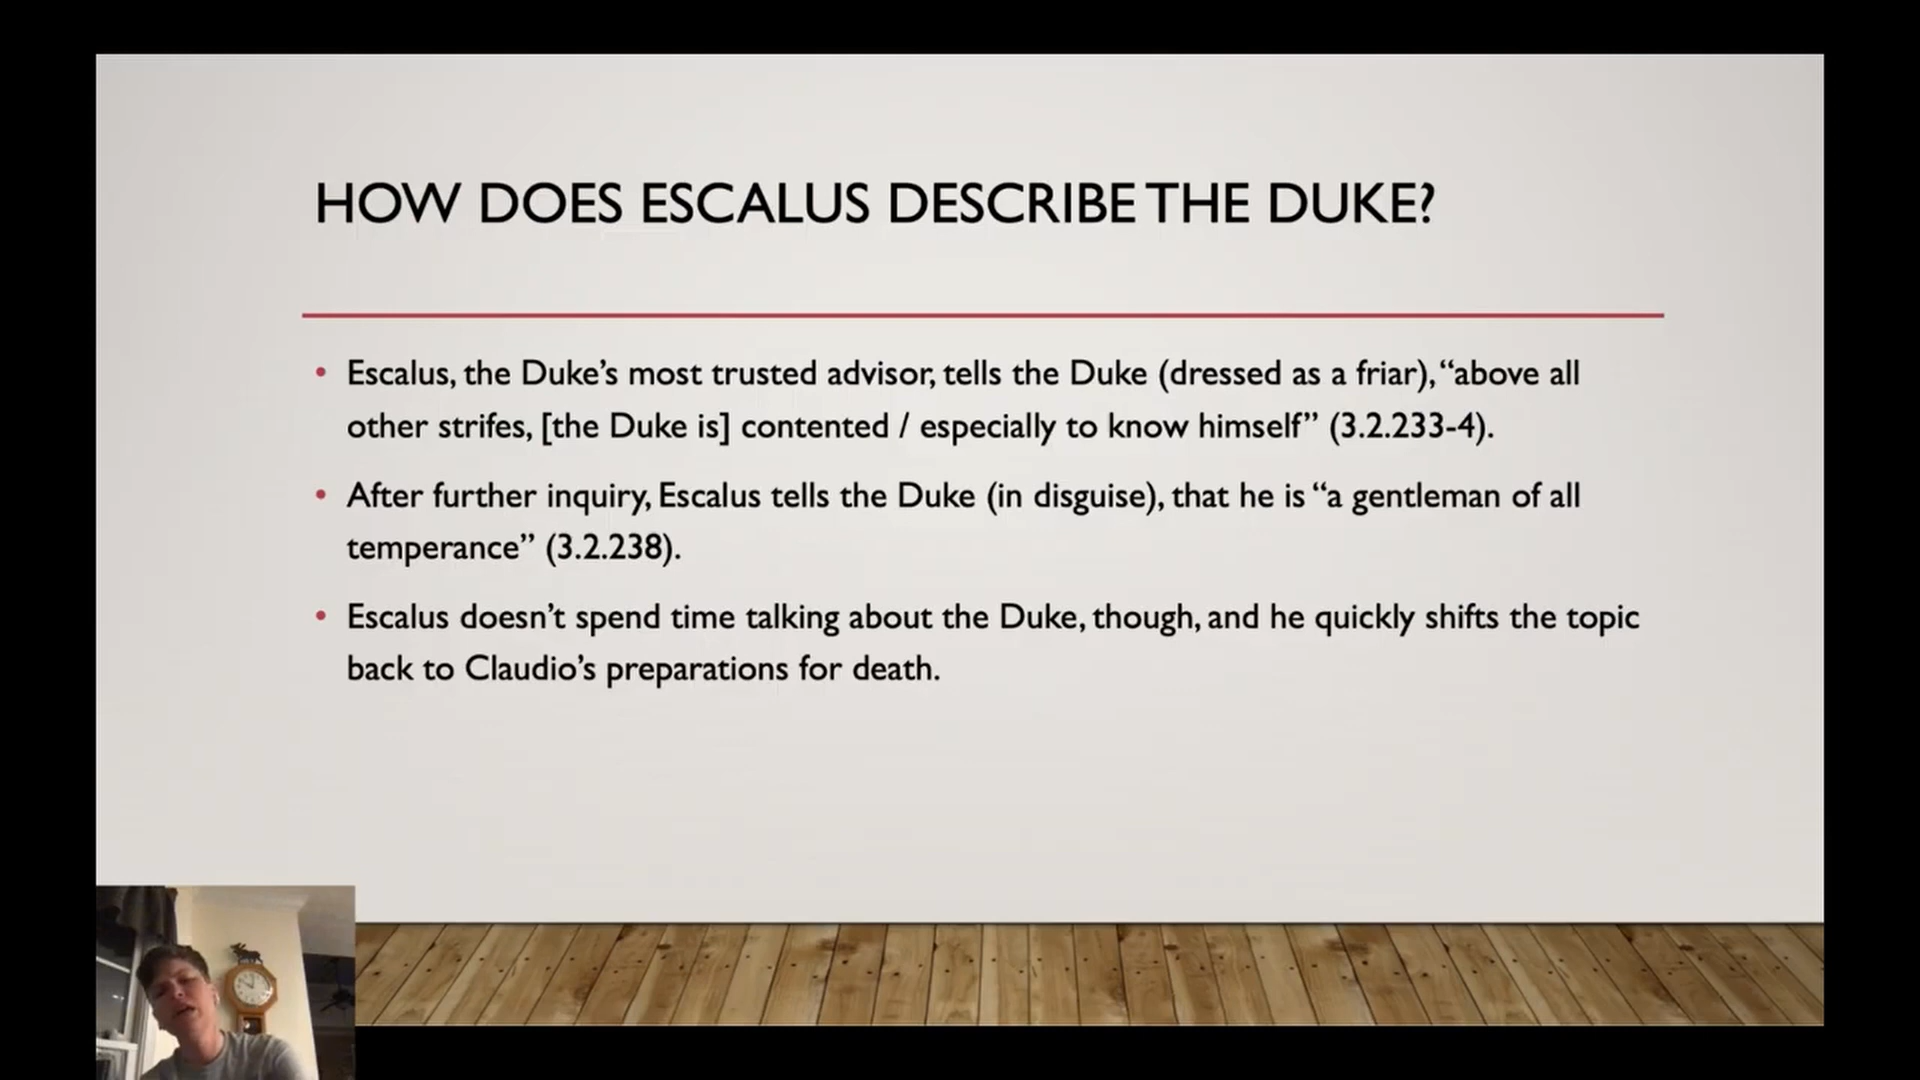 HOW DOES ESCALUS DESCRIBE THE DUKE?
• Escalus, the Duke’s most trusted advisor, tells the Duke (dressed as a friar), “above all
other strifes, [the Duke is] contented / especially to know himself” (3.2.233-4).
• After further inquiry, Escalus tells the Duke (in disguise), that he is “a gentleman of all
temperance” (3.2.238).
• Escalus doesn’t spend time talking about the Duke, though, and he quickly shifts the topic
back to Claudio’s preparations for death.